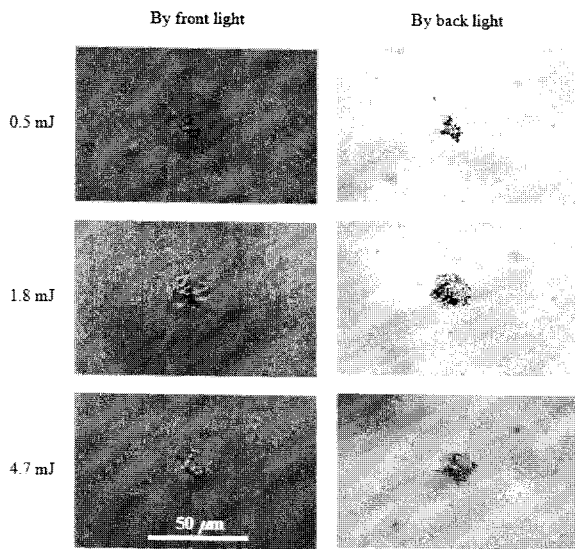 By front light
By back light
0.5 mJ
1.8 mJ
4.7 mJ
50 μm